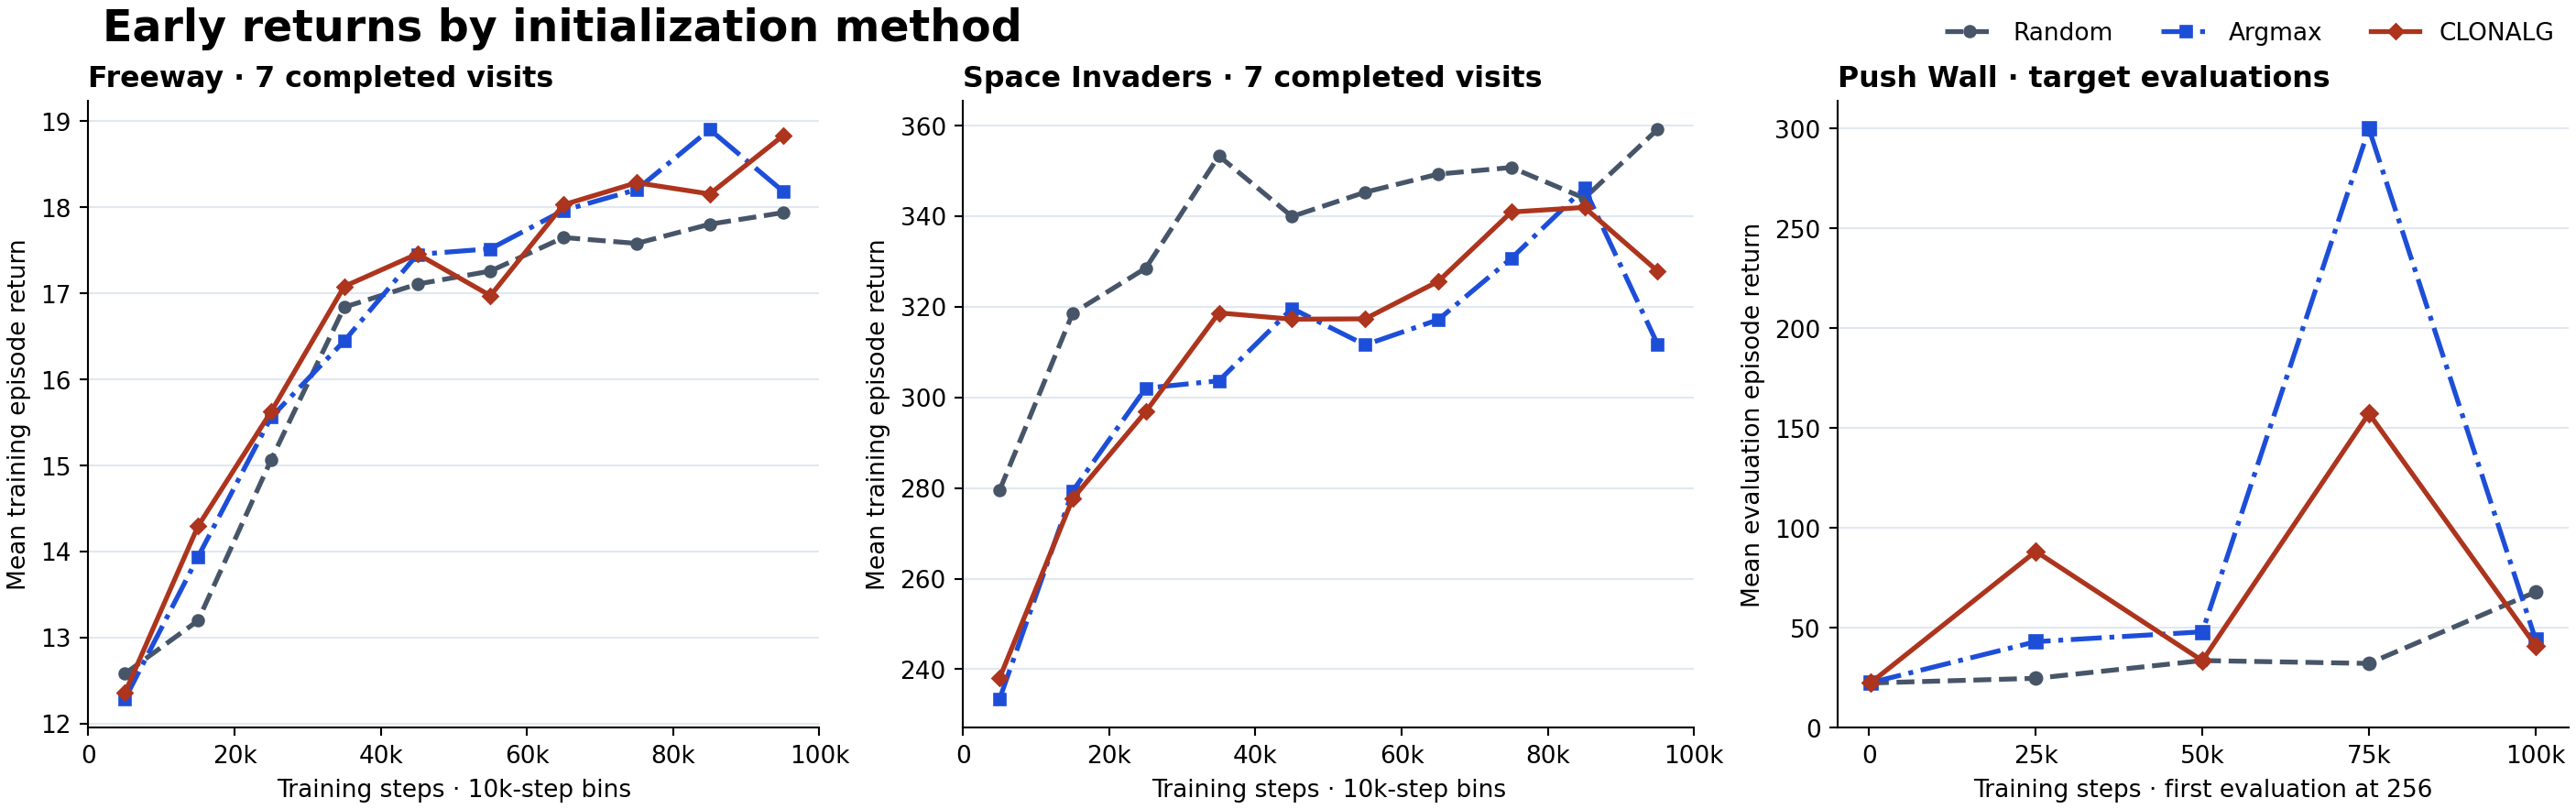 Early returns by initialization method
Random
Argmax
CLONALG
Freeway · 7 completed visits
Mean training episode return
19
18
17
16
15
14
13
12
0
20k
40k
60k
80k
100k
Training steps · 10k-step bins
Space Invaders · 7 completed visits
Mean training episode return
360
340
320
300
280
260
240
0
20k
40k
60k
80k
100k
Training steps · 10k-step bins
Push Wall · target evaluations
Mean evaluation episode return
300
250
200
150
100
50
0
0
25k
50k
75k
100k
Training steps · first evaluation at 256